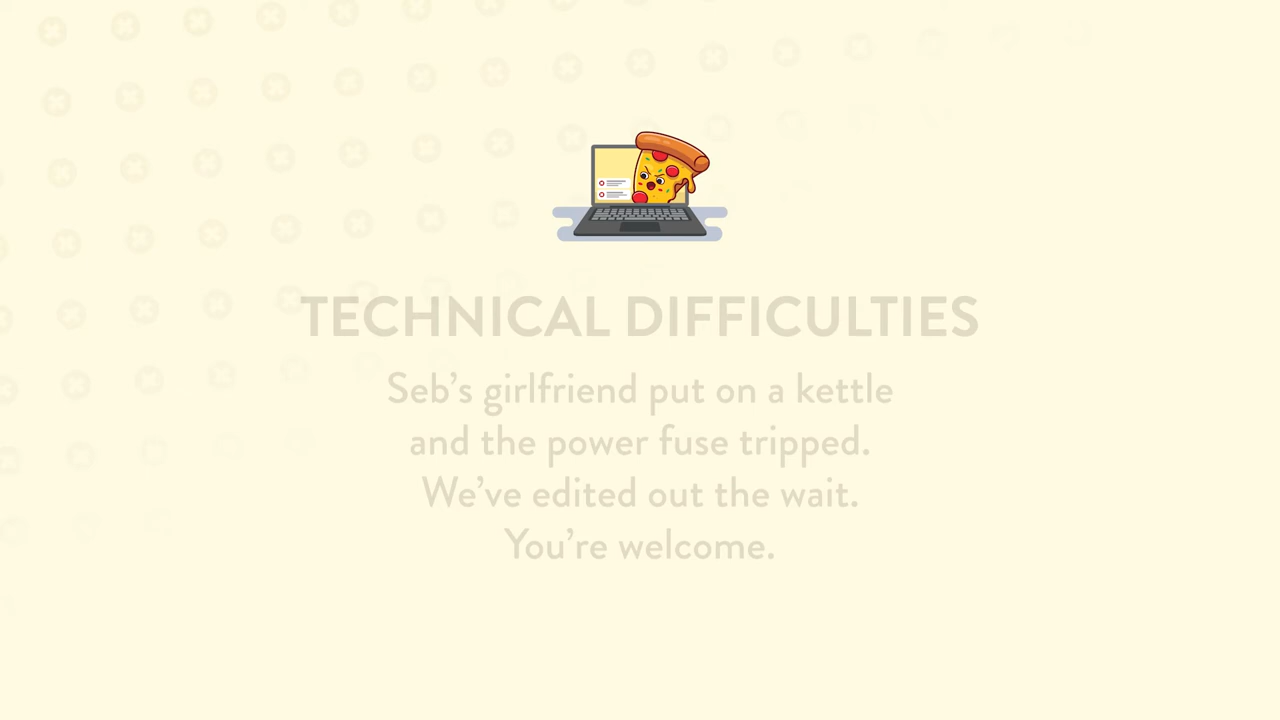 TECHNICAL DIFFICULTIES
Seb's girlfriend put on a kettle
and the power fuse tripped.
We've edited out the wait.
You're welcome.